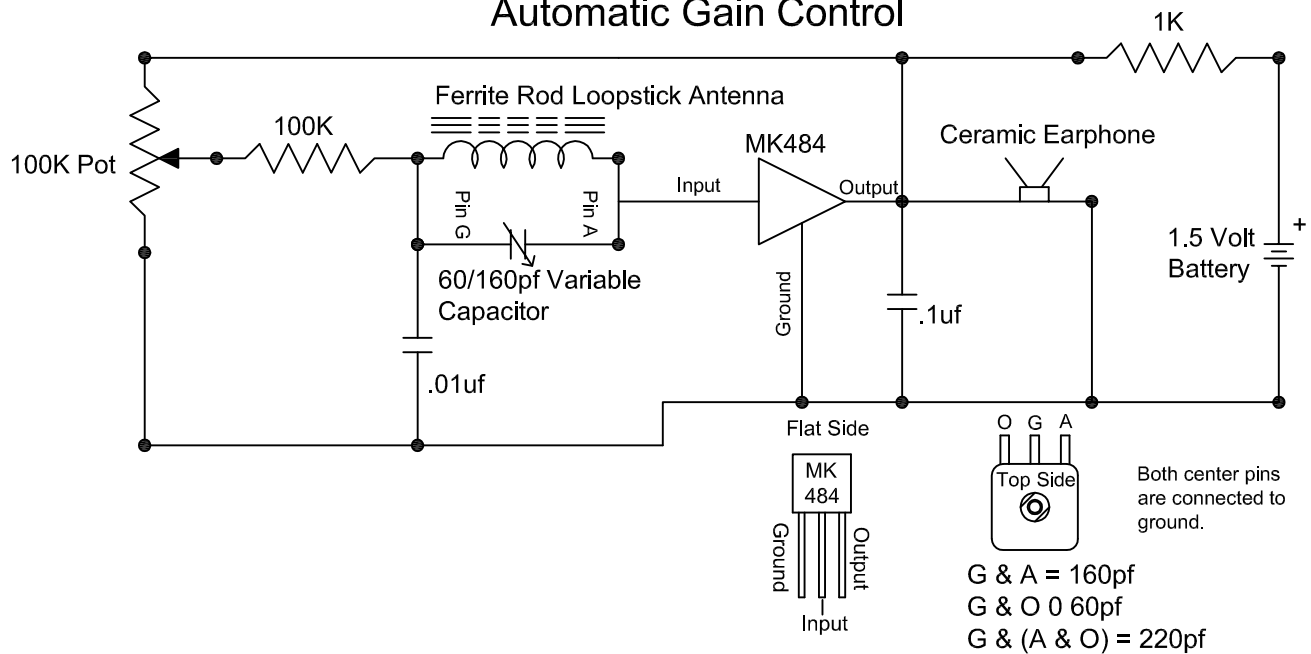 Automatic Gain Control
1K
Ferrite Rod Loopstick Antenna
100K
100K Pot
MK484
Ceramic Earphone
Input
Output
Pin G
Pin A
Ground
60/160pf Variable
Capacitor
+
1.5 Volt
Battery
.1uf
.01uf
Flat Side
MK
484
Ground
Output
Input
O G A
Top Side
Both center pins
are connected to
ground.
G & A = 160pf
G & O 0 60pf
G & (A & O) = 220pf